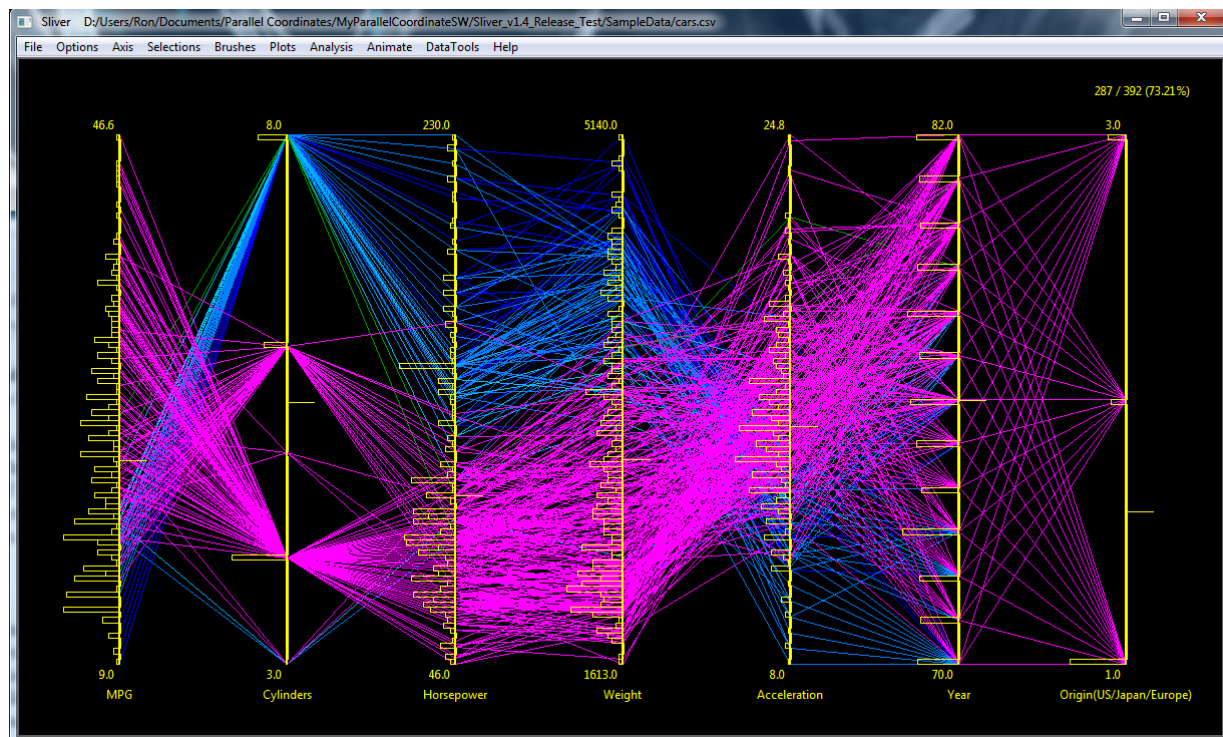 Sliver D:/Users/Ron/Documents/Parallel Coordinates/MyParallelCoordinateSW/Sliver_v1.4_Release_Test/SampleData/cars.csv
File Options Axis Selections Brushes Plots Analysis Animate DataTools Help
287 / 392 (73.21%)
46.6 8.0 230.0 5140.0 24.8 82.0 3.0
9.0 3.0 46.0 1613.0 8.0 70.0 1.0
MPG Cylinders Horsepower Weight Acceleration Year Origin(US/Japan/Europe)